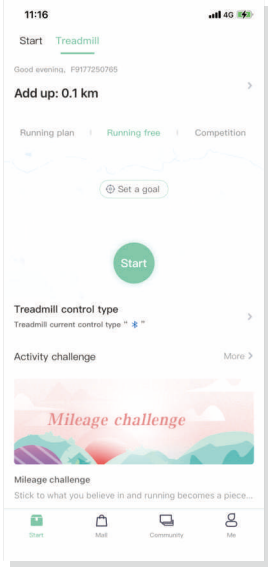 11:16
4G
Start Treadmill
Good evening, F9177250765
Add up: 0.1 km
Running plan Running free Competition
Set a goal
Start
Treadmill control type
Treadmill current control type " "
Activity challenge More
Mileage challenge
Mileage challenge
Stick to what you believe in and running becomes a piece...
Start Mall Community Me